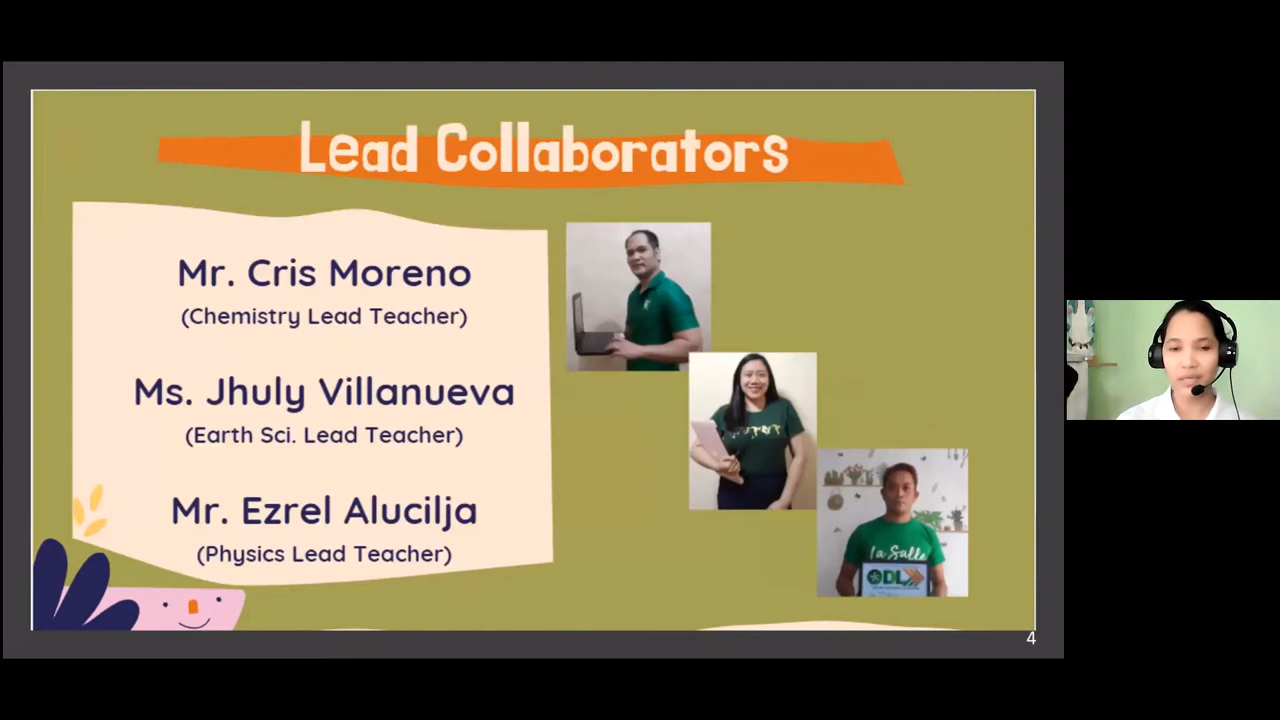 Lead Collaborators
Mr. Cris Moreno
(Chemistry Lead Teacher)
Ms. Jhuly Villanueva
(Earth Sci. Lead Teacher)
Mr. Ezrel Alucilja
(Physics Lead Teacher)
la Salle
ODL
4